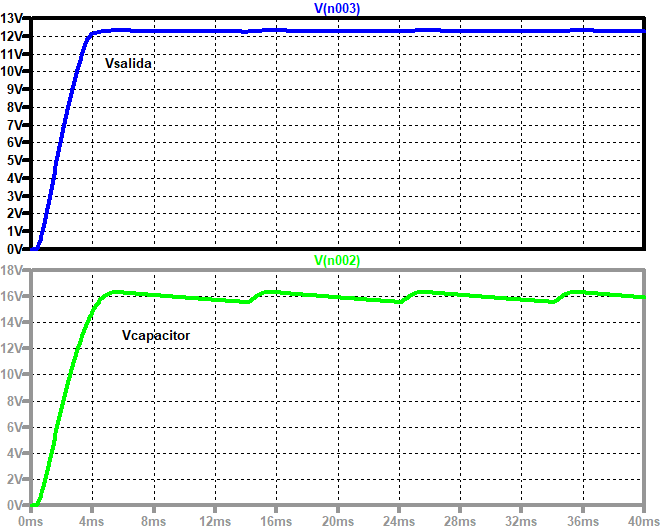 V(n003)
13V
12V
11V
10V
9V
8V
7V
6V
5V
4V
3V
2V
1V
0V
Vsalida
V(n002)
18V
16V
14V
12V
10V
8V
6V
4V
2V
0V
Vcapacitor
0ms 4ms 8ms 12ms 16ms 20ms 24ms 28ms 32ms 36ms 40ms